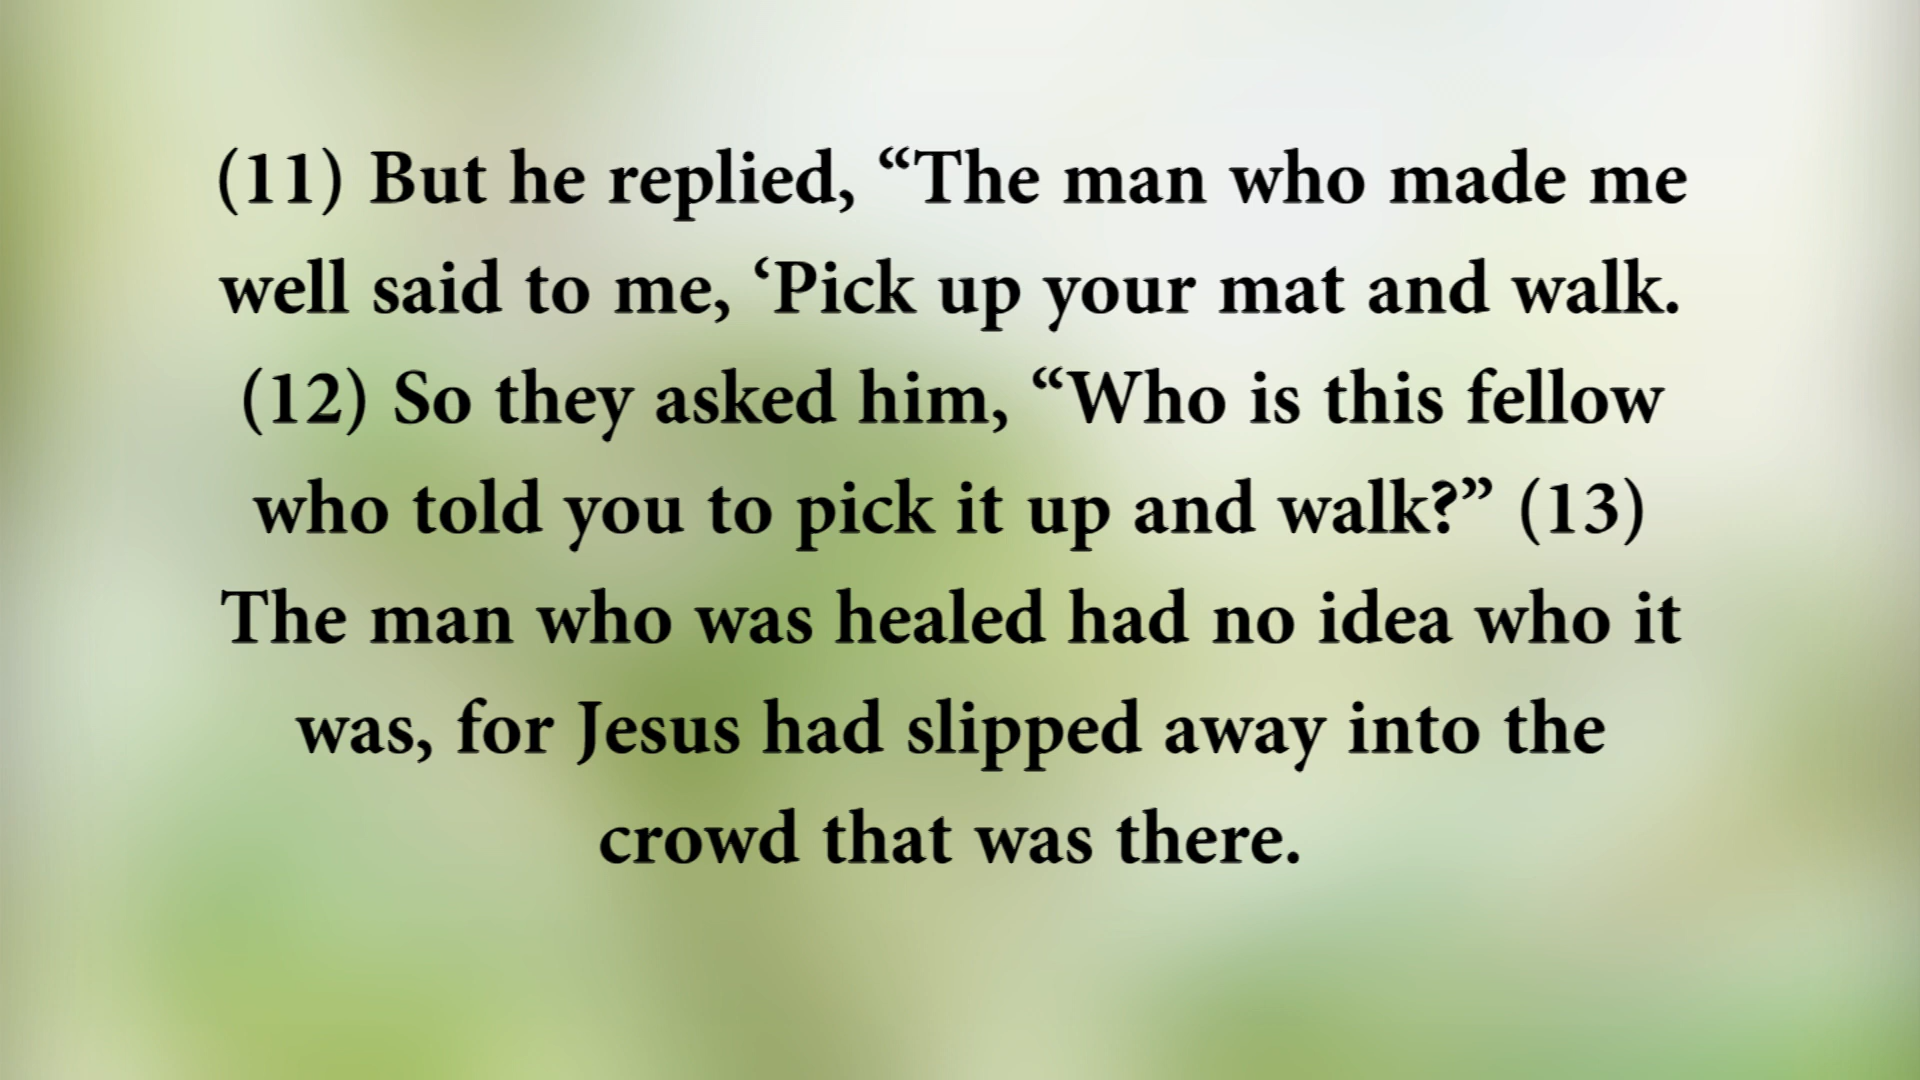 (11) But he replied, “The man who made me
well said to me, ‘Pick up your mat and walk.
(12) So they asked him, “Who is this fellow
who told you to pick it up and walk?” (13)
The man who was healed had no idea who it
was, for Jesus had slipped away into the
crowd that was there.